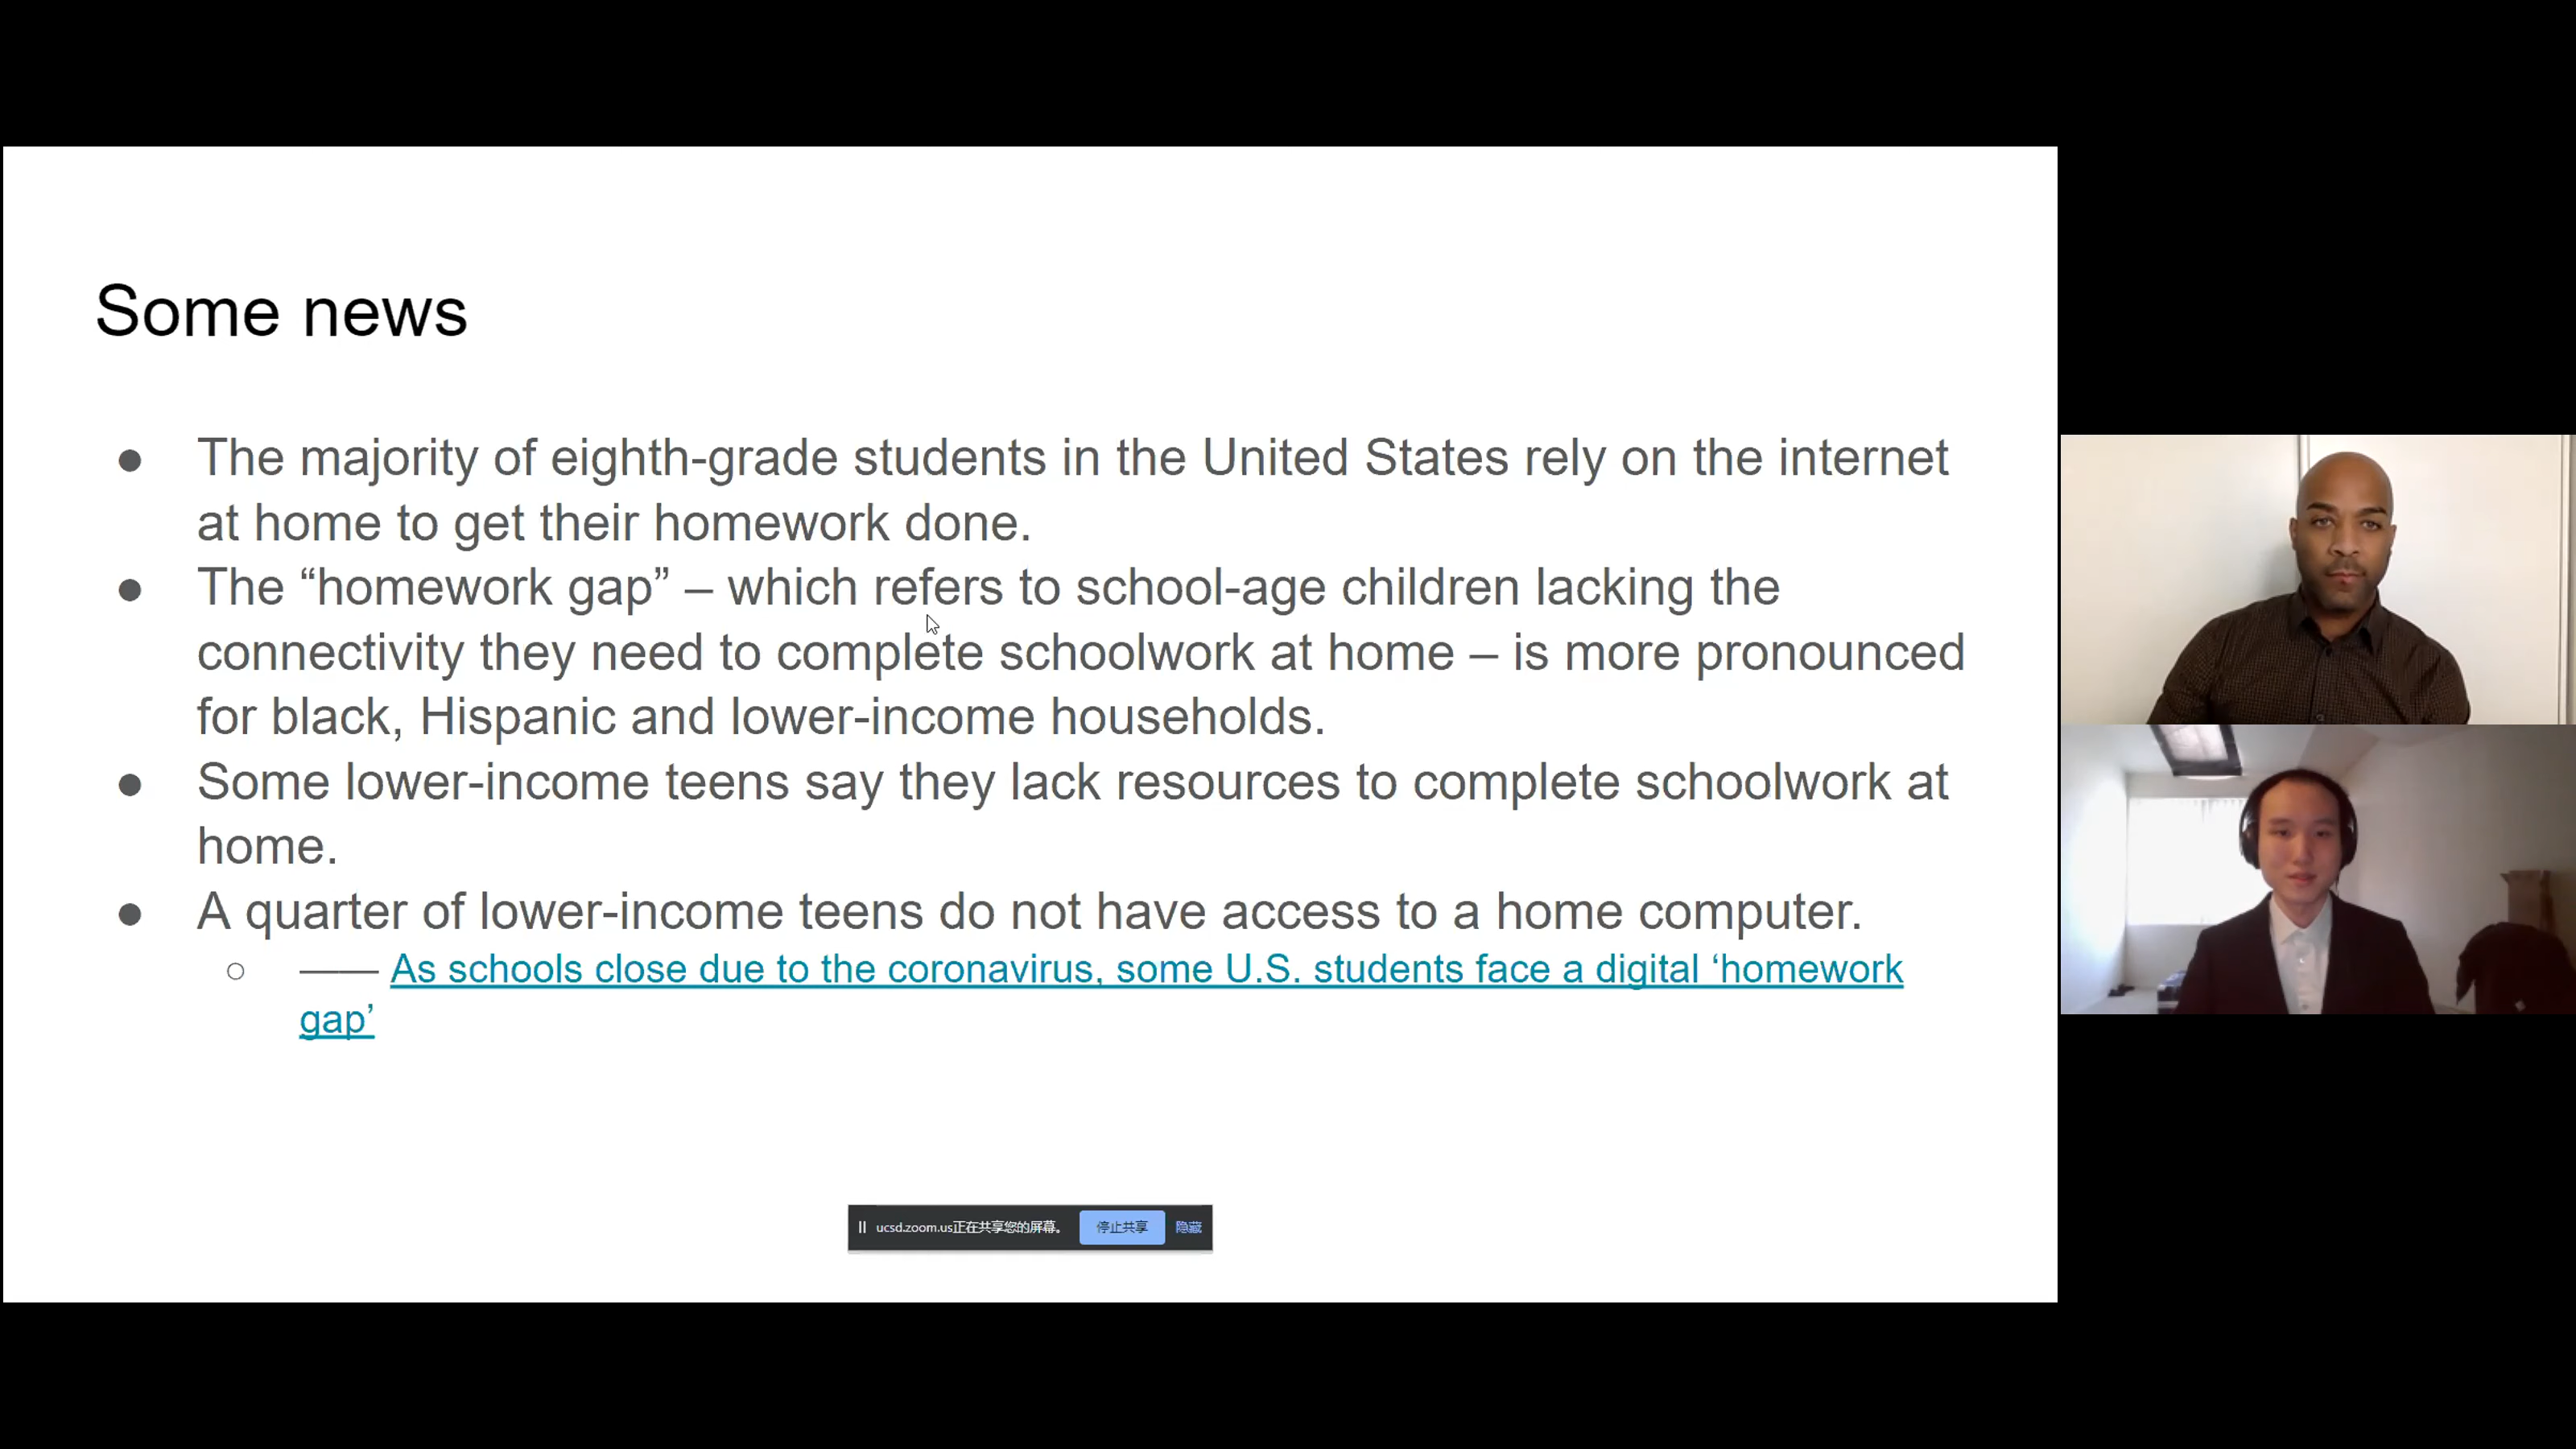 Some news
● The majority of eighth-grade students in the United States rely on the internet
at home to get their homework done.
● The “homework gap” – which refers to school-age children lacking the
connectivity they need to complete schoolwork at home – is more pronounced
for black, Hispanic and lower-income households.
● Some lower-income teens say they lack resources to complete schoolwork at
home.
● A quarter of lower-income teens do not have access to a home computer.
○ —— As schools close due to the coronavirus, some U.S. students face a digital ‘homework
gap’
ucsd.zoom.us正在共享您的屏幕。 停止共享 隐藏